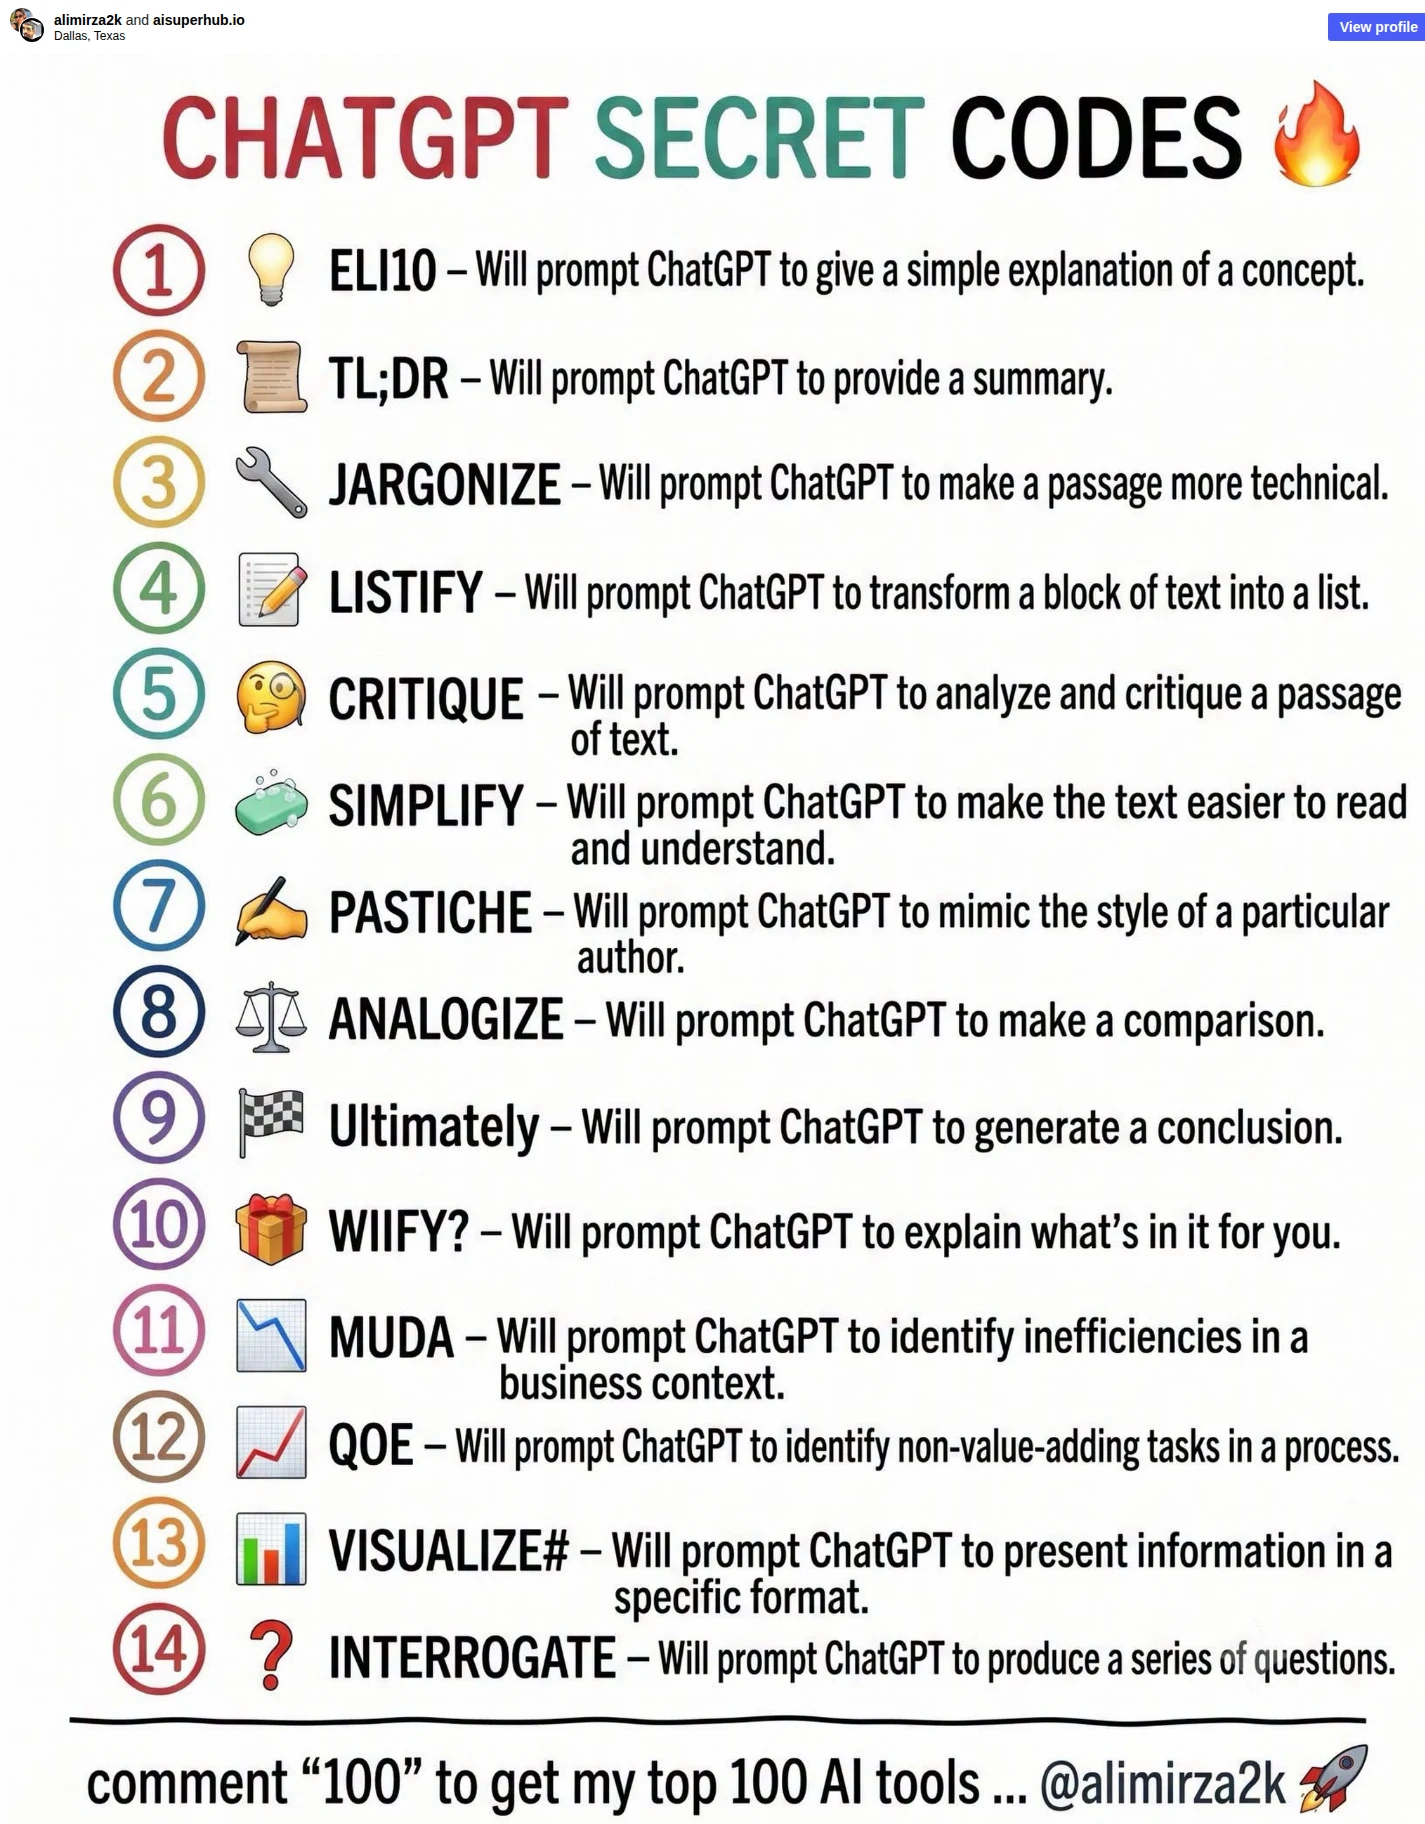 alimirza2k and aisuperhub.io
Dallas, Texas
View profile
CHATGPT SECRET CODES 🔥
1 💡 ELI10 – Will prompt ChatGPT to give a simple explanation of a concept.
2 📜 TL;DR – Will prompt ChatGPT to provide a summary.
3 🔧 JARGONIZE – Will prompt ChatGPT to make a passage more technical.
4 📝 LISTIFY – Will prompt ChatGPT to transform a block of text into a list.
5 🧐 CRITIQUE – Will prompt ChatGPT to analyze and critique a passage
of text.
6 🧼 SIMPLIFY – Will prompt ChatGPT to make the text easier to read
and understand.
7 ✍️ PASTICHE – Will prompt ChatGPT to mimic the style of a particular
author.
8 ⚖️ ANALOGIZE – Will prompt ChatGPT to make a comparison.
9 🏁 Ultimately – Will prompt ChatGPT to generate a conclusion.
10 🎁 WIIFY? – Will prompt ChatGPT to explain what’s in it for you.
11 📉 MUDA – Will prompt ChatGPT to identify inefficiencies in a
business context.
12 📈 QOE – Will prompt ChatGPT to identify non-value-adding tasks in a process.
13 📊 VISUALIZE# – Will prompt ChatGPT to present information in a
specific format.
14 ❓ INTERROGATE – Will prompt ChatGPT to produce a series of questions.
comment “100” to get my top 100 AI tools ... @alimirza2k 🚀